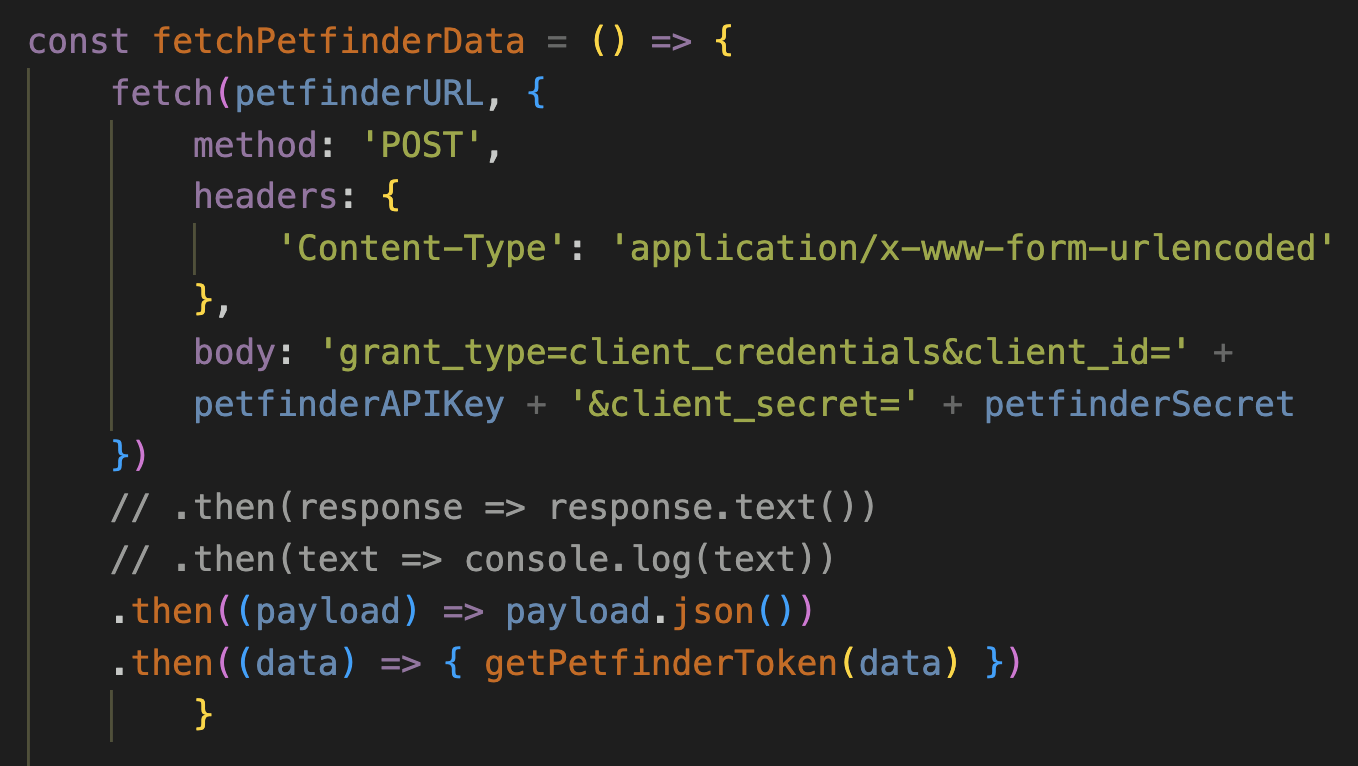 const fetchPetfinderData = () => {
fetch(petfinderURL, {
method: 'POST',
headers: {
'Content-Type': 'application/x-www-form-urlencoded'
},
body: 'grant_type=client_credentials&client_id=' +
petfinderAPIKey + '&client_secret=' + petfinderSecret
})
// .then(response => response.text())
// .then(text => console.log(text))
.then((payload) => payload.json())
.then((data) => { getPetfinderToken(data) })
}